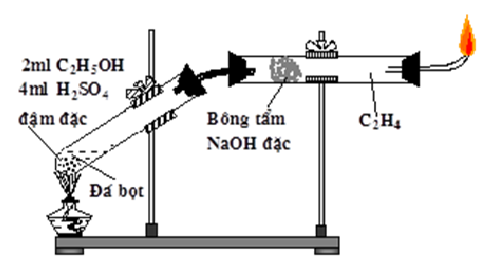 2ml C₂H₅OH
4ml H₂SO₄
đậm đặc
Đá bọt
Bông tẩm
NaOH đặc
C₂H₄